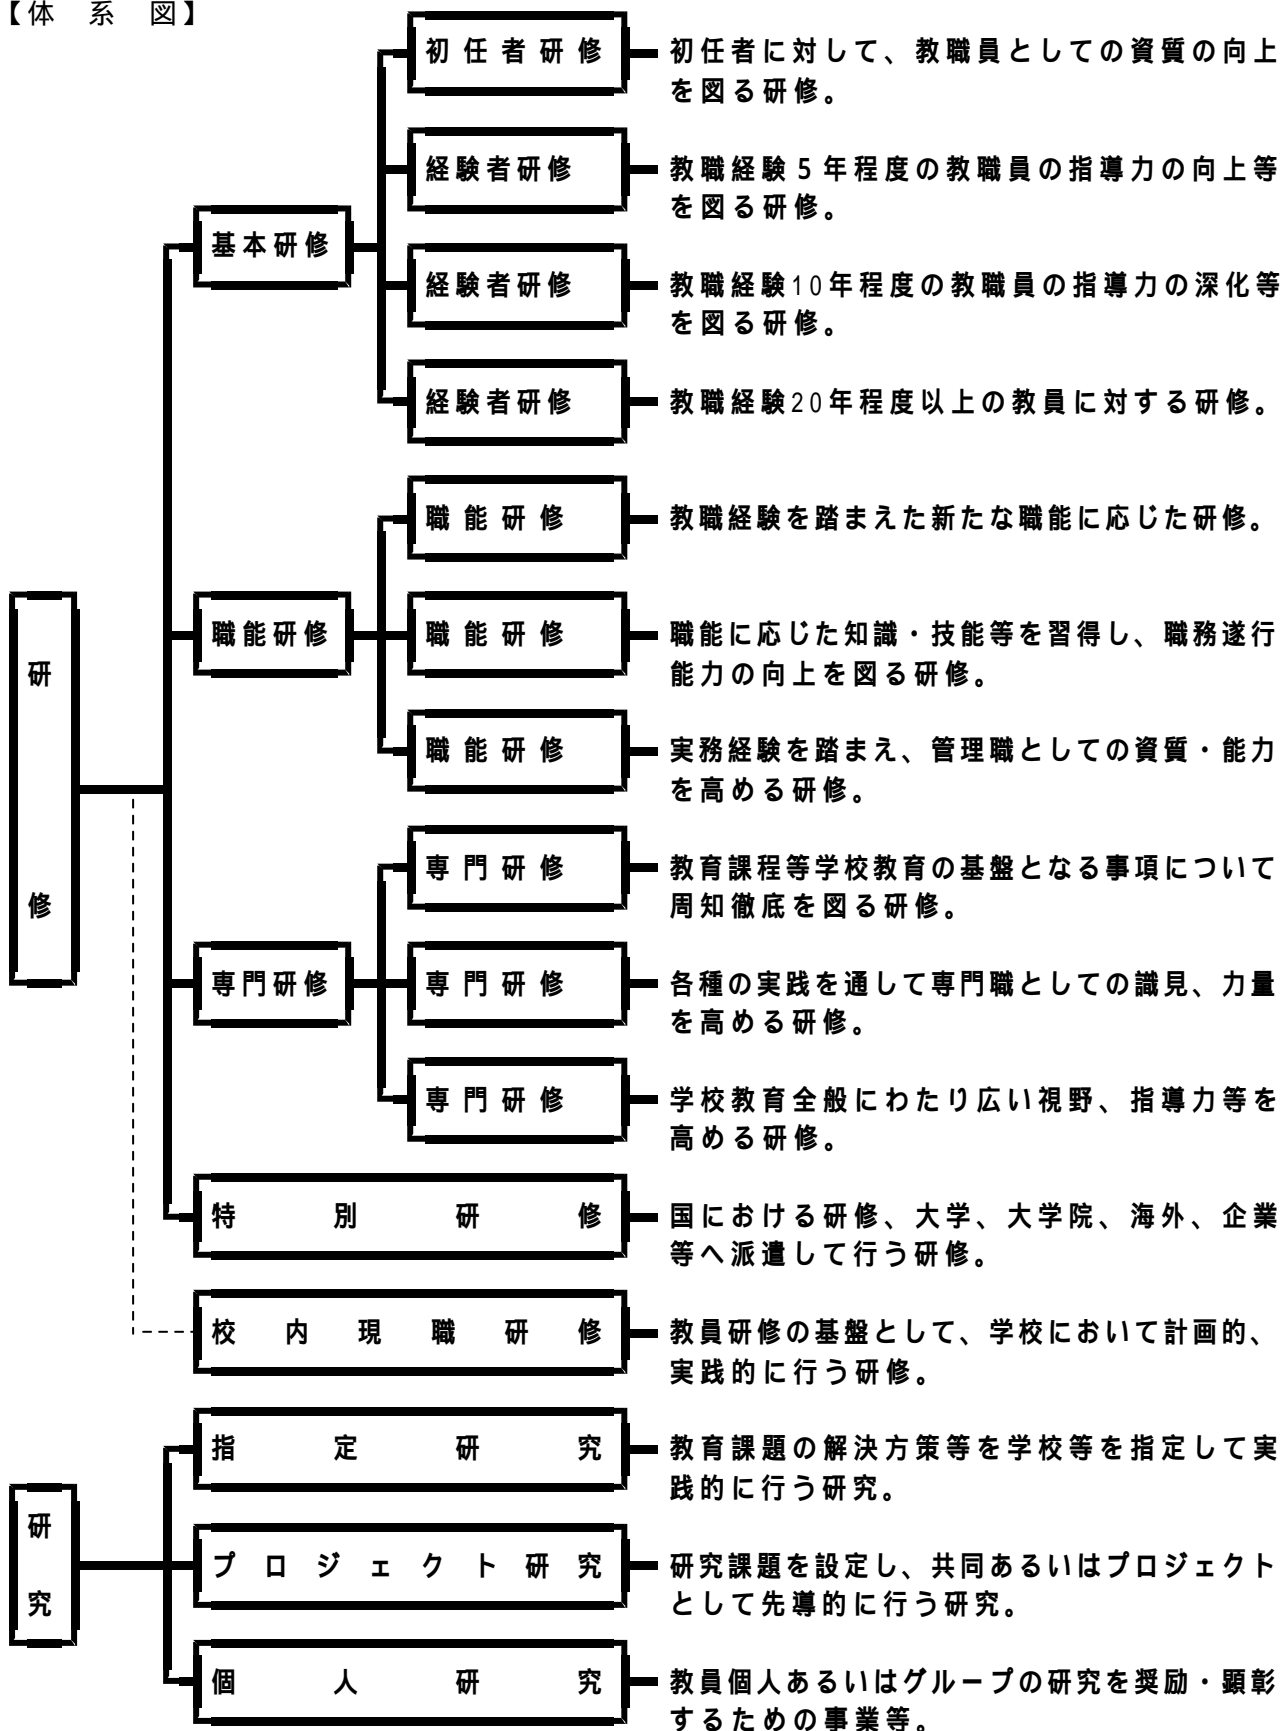 【体　系　図】
初任者研修
初任者に対して、教職員としての資質の向上
を図る研修。
経験者研修
教職経験５年程度の教職員の指導力の向上等
を図る研修。
基本研修
経験者研修
教職経験10年程度の教職員の指導力の深化等
を図る研修。
経験者研修
教職経験20年程度以上の教員に対する研修。
職能研修
教職経験を踏まえた新たな職能に応じた研修。
研修
職能研修
職能研修
職能に応じた知識・技能等を習得し、職務遂行
能力の向上を図る研修。
職能研修
実務経験を踏まえ、管理職としての資質・能力
を高める研修。
専門研修
教育課程等学校教育の基盤となる事項について
周知徹底を図る研修。
専門研修
専門研修
各種の実践を通して専門職としての識見、力量
を高める研修。
専門研修
学校教育全般にわたり広い視野、指導力等を
高める研修。
特別研修
国における研修、大学、大学院、海外、企業
等へ派遣して行う研修。
校内現職研修
教員研修の基盤として、学校において計画的、
実践的に行う研修。
指定研究
教育課題の解決方策等を学校等を指定して実
践的に行う研究。
研究
プロジェクト研究
研究課題を設定し、共同あるいはプロジェクト
として先導的に行う研究。
個人研究
教員個人あるいはグループの研究を奨励・顕彰
するための事業等。